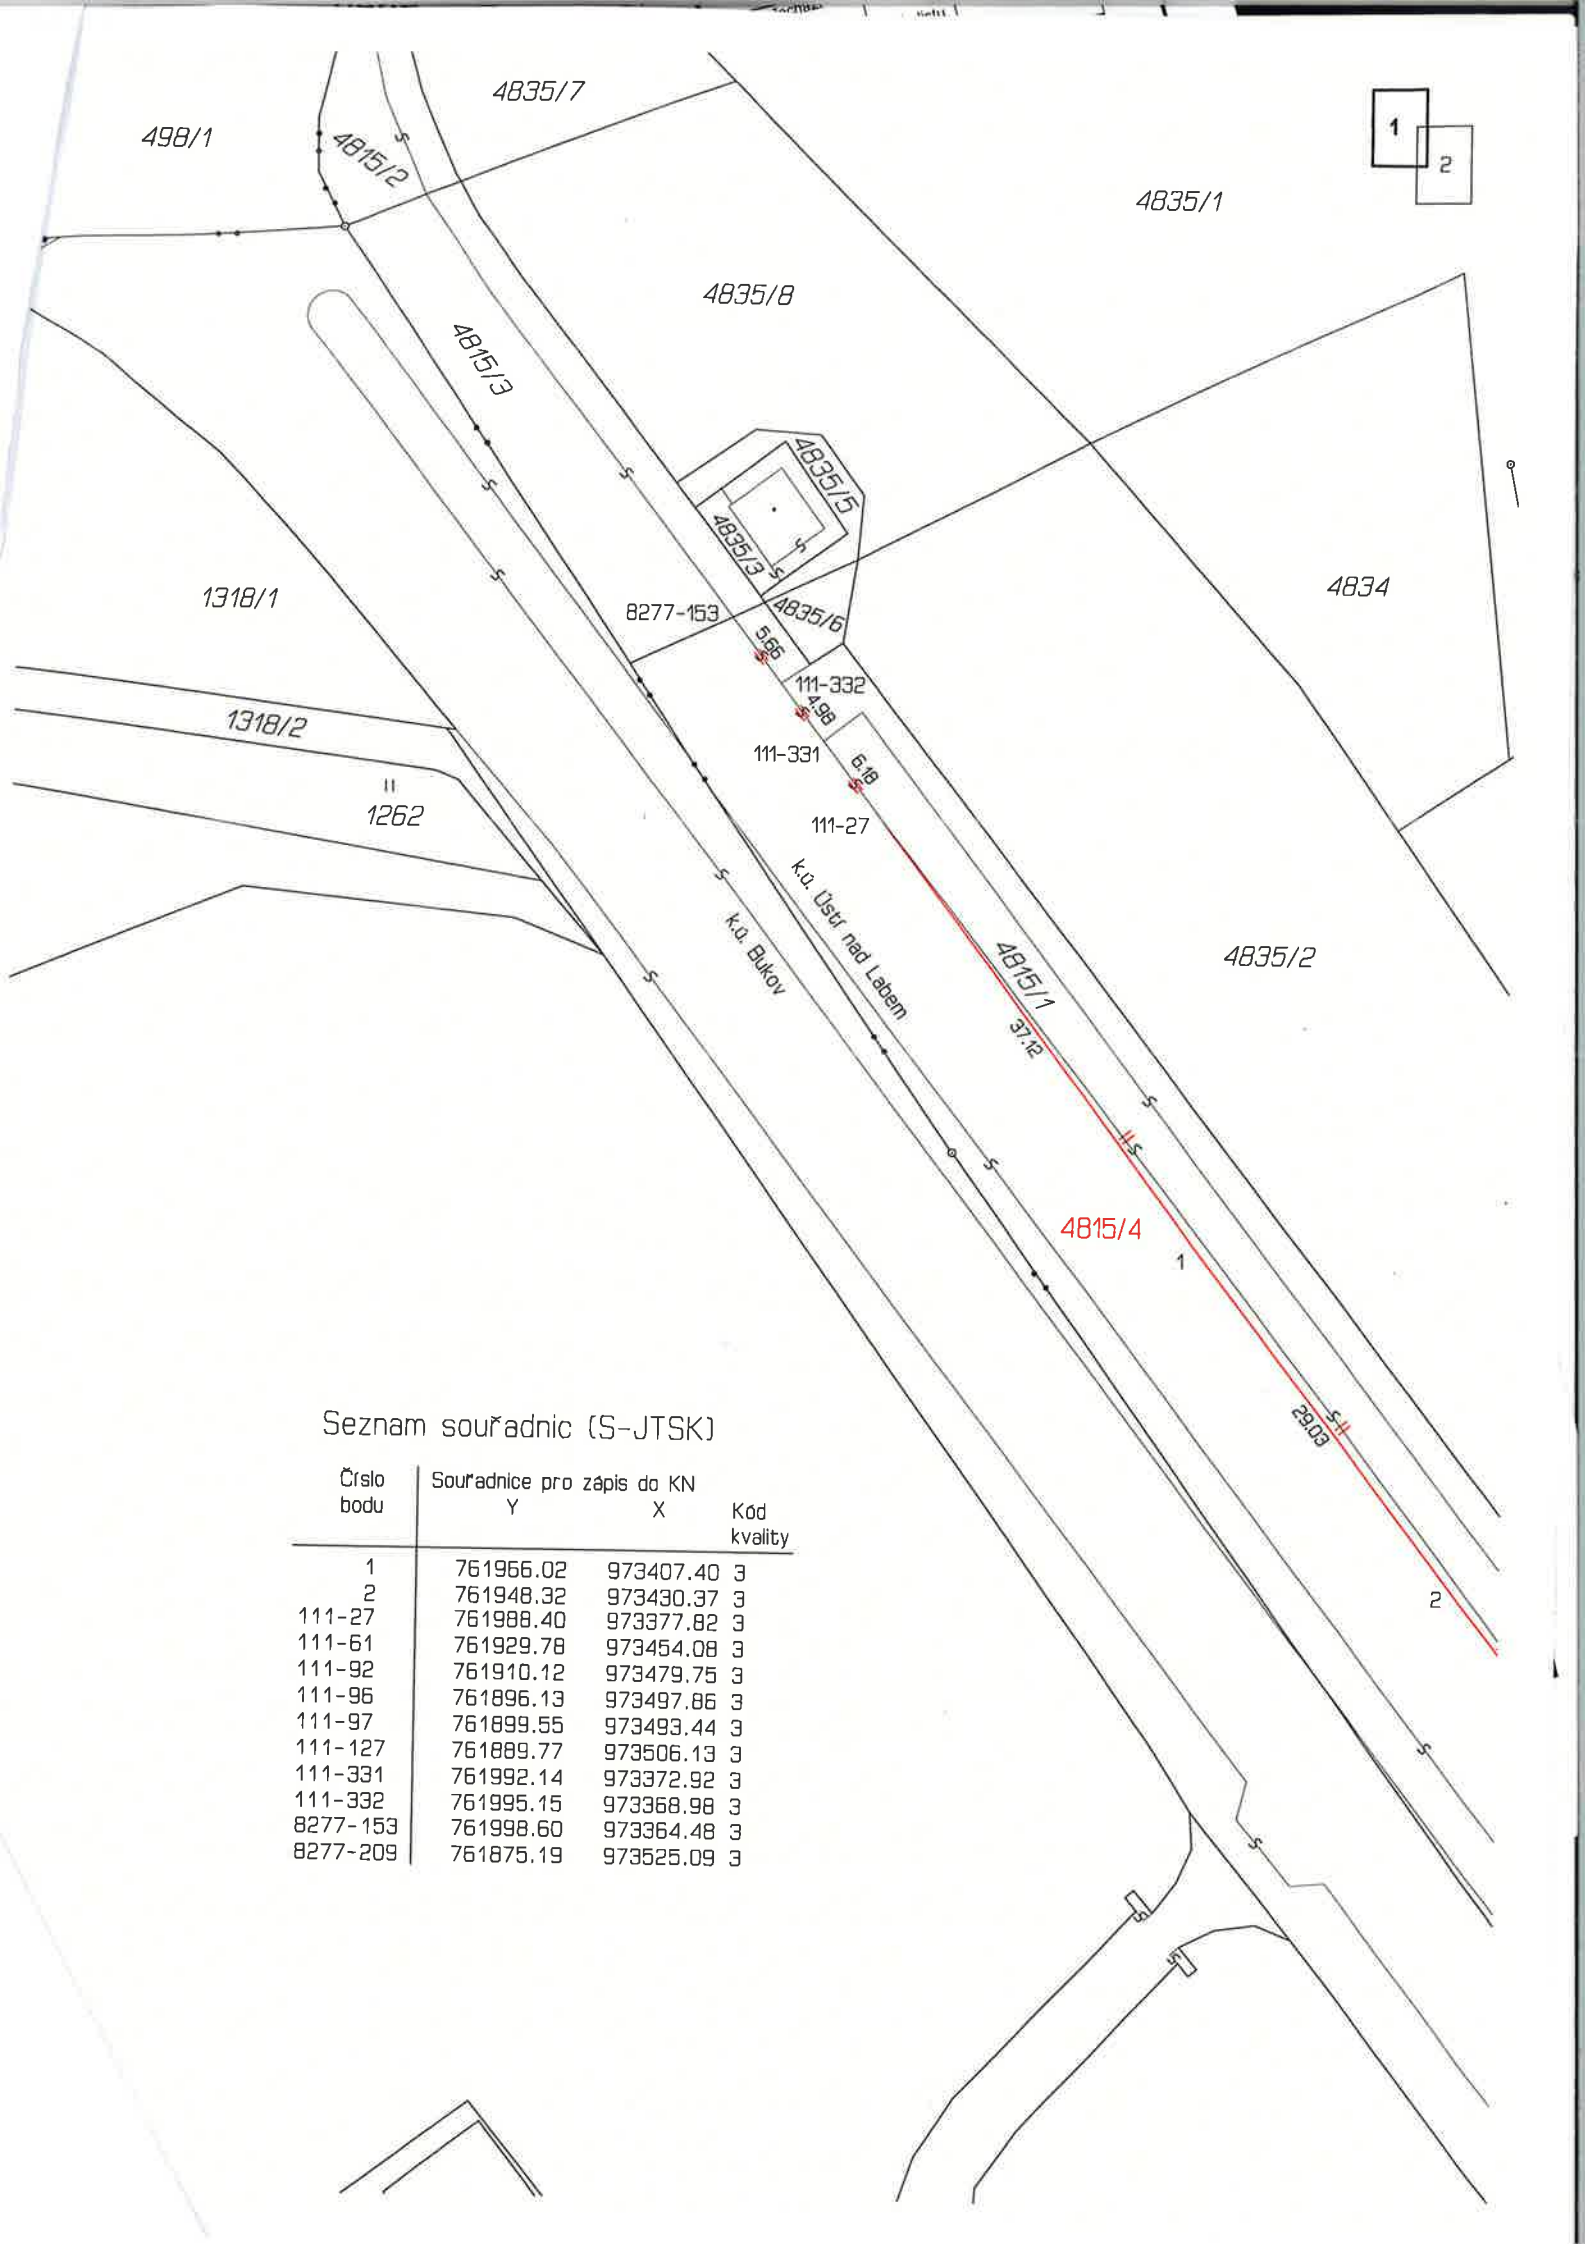 4835/7
498/1
4815/2
1
2
4835/1
4835/8
4815/3
4835/5
4835/3
4834
1318/1
8277-153
4835/6
5.66
111-332
4.98
1318/2
111-331
6.18
1262
111-27
k.ú. Ústí nad Labem
k.ú. Bukov
4815/1
4835/2
37.12
4815/4
1
29.03
2
Seznam souřadnic (S-JTSK)
Číslo bodu
Souřadnice pro zápis do KN
Y X Kód kvality
1 761966.02 973407.40 3
2 761948.32 973430.37 3
111-27 761988.40 973377.82 3
111-61 761929.78 973454.08 3
111-92 761910.12 973479.75 3
111-96 761896.13 973497.86 3
111-97 761899.55 973493.44 3
111-127 761889.77 973506.13 3
111-331 761992.14 973372.92 3
111-332 761995.15 973368.98 3
8277-153 761998.60 973364.48 3
8277-209 761875.19 973525.09 3